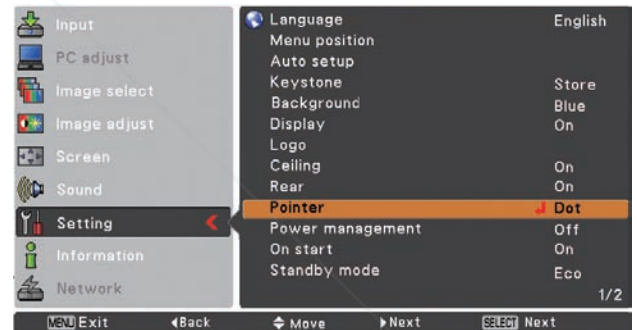 Input
PC adjust
Image select
Image adjust
Screen
Sound
Setting
Information
Network
Language English
Menu position
Auto setup
Keystone Store
Background Blue
Display On
Logo
Ceiling On
Rear On
Pointer Dot
Power management Off
On start On
Standby mode Eco
1/2
MENU Exit Back Move Next SELECT Next